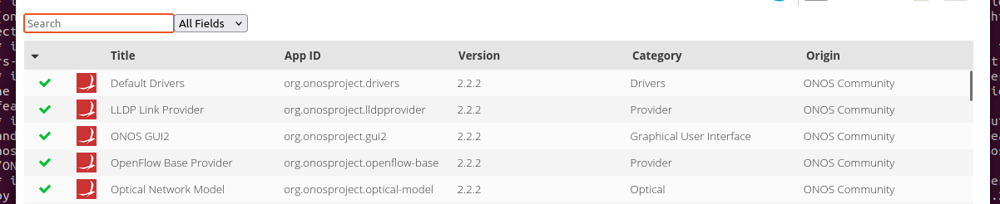 Search All Fields
Title App ID Version Category Origin
Default Drivers org.onosproject.drivers 2.2.2 Drivers ONOS Community
LLDP Link Provider org.onosproject.lldpprovider 2.2.2 Provider ONOS Community
ONOS GUI2 org.onosproject.gui2 2.2.2 Graphical User Interface ONOS Community
OpenFlow Base Provider org.onosproject.openflow-base 2.2.2 Provider ONOS Community
Optical Network Model org.onosproject.optical-model 2.2.2 Optical ONOS Community